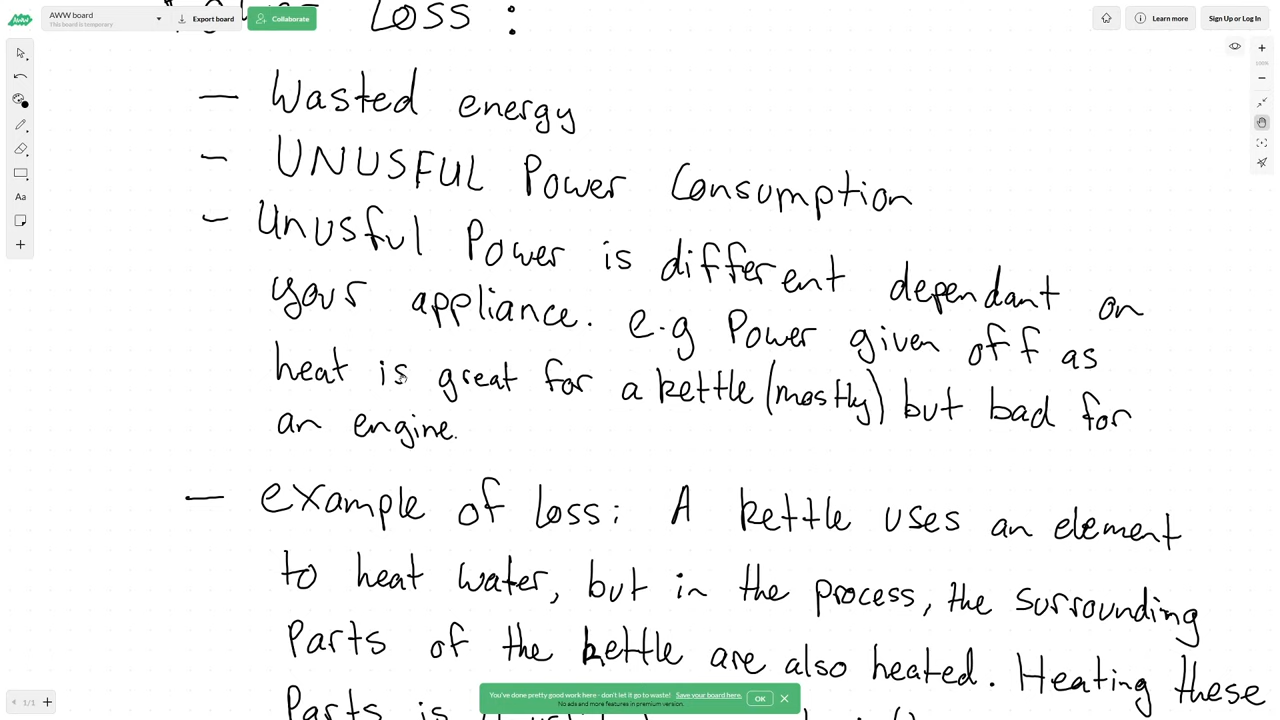 AWW board
This board is temporary
Export board
Collaborate
Learn more
Sign Up or Log In
Loss :
— Wasted energy
— UNUSFUL Power Consumption
— Unusful Power is different dependant on
your appliance. e.g Power given off as
heat is great for a kettle (mostly) but bad for
an engine.
— example of loss: A kettle uses an element
to heat water, but in the process, the surrounding
Parts of the kettle are also heated. Heating these
Parts is
Aa
100%
1/1
You've done pretty good work here - don't let it go to waste! Save your board here.
No ads and more features in premium version.
OK